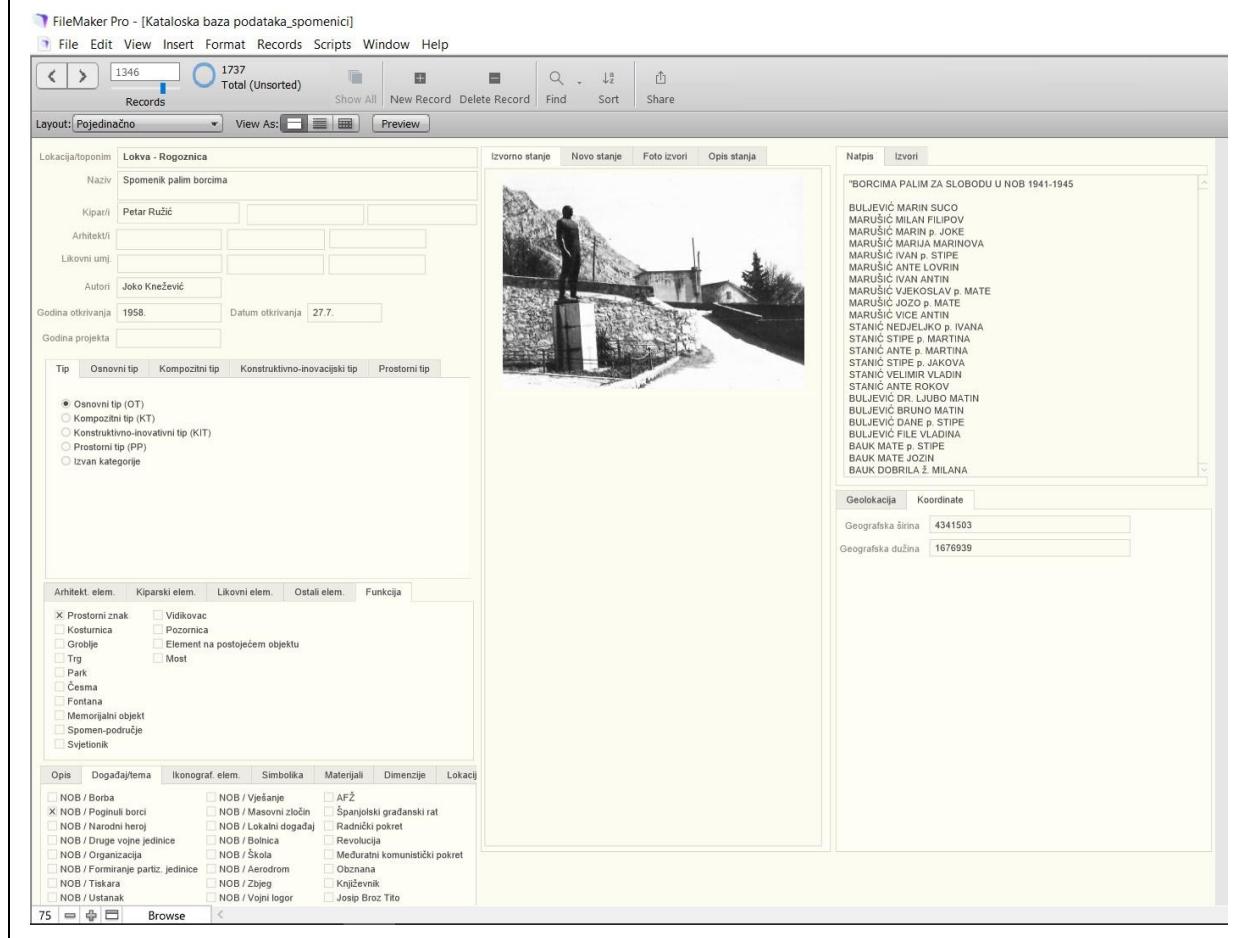 FileMaker Pro - [Kataloska baza podataka_spomenici]
File Edit View Insert Format Records Scripts Window Help
1346
1737
Total (Unsorted)
Records
Show All New Record Delete Record Find Sort Share
Layout: Pojedinačno View As: Preview
Lokacija/toponim Lokva - Rogoznica
Naziv Spomenik palim borcima
Kipar/i Petar Ružić
Arhitekt/i
Likovni umj.
Autori Joko Knežević
Godina otkrivanja 1958. Datum otkrivanja 27.7.
Godina projekta
Tip Osnovni tip Kompozitni tip Konstruktivno-inovacijski tip Prostorni tip
Osnovni tip (OT)
Kompozitni tip (KT)
Konstruktivno-inovativni tip (KIT)
Prostorni tip (PP)
Izvan kategorije
Arhitekt. elem. Kiparski elem. Likovni elem. Ostali elem. Funkcija
X Prostorni znak Vidikovac
Kosturnica Pozornica
Groblje Element na postojećem objektu
Trg Most
Park
Česma
Fontana
Memorijalni objekt
Spomen-područje
Svjetionik
Opis Događaj/tema Ikonograf. elem. Simbolika Materijali Dimenzije Lokacij
NOB / Borba NOB / Vješanje AFŽ
X NOB / Poginuli borci NOB / Masovni zločin Španjolski građanski rat
NOB / Narodni heroj NOB / Lokalni događaj Radnički pokret
NOB / Druge vojne jedinice NOB / Bolnica Revolucija
NOB / Organizacija NOB / Škola Međuratni komunistički pokret
NOB / Formiranje partiz. jedinice NOB / Aerodrom Obznana
NOB / Tiskara NOB / Zbjeg Književnik
NOB / Ustanak NOB / Vojni logor Josip Broz Tito
Izvorno stanje Novo stanje Foto izvori Opis stanja
Natpis Izvori
"BORCIMA PALIM ZA SLOBODU U NOB 1941-1945
BULJEVIĆ MARIN SUCO
MARUŠIĆ MILAN FILIPOV
MARUŠIĆ MARIN p. JOKE
MARUŠIĆ MARIJA MARINOVA
MARUŠIĆ IVAN p. STIPE
MARUŠIĆ ANTE LOVRIN
MARUŠIĆ IVAN ANTIN
MARUŠIĆ VJEKOSLAV p. MATE
MARUŠIĆ JOZO p. MATE
MARUŠIĆ VICE ANTIN
STANIĆ NEDJELJKO p. IVANA
STANIĆ STIPE p. MARTINA
STANIĆ ANTE p. MARTINA
STANIĆ STIPE p. JAKOVA
STANIĆ VELIMIR VLADIN
STANIĆ ANTE ROKOV
BULJEVIĆ DR. LJUBO MATIN
BULJEVIĆ BRUNO MATIN
BULJEVIĆ DANE p. STIPE
BULJEVIĆ FILE VLADINA
BAUK MATE p. STIPE
BAUK MATE JOZIN
BAUK DOBRILA Ž. MILANA
Geolokacija Koordinate
Geografska širina 4341503
Geografska dužina 1676939
75 Browse